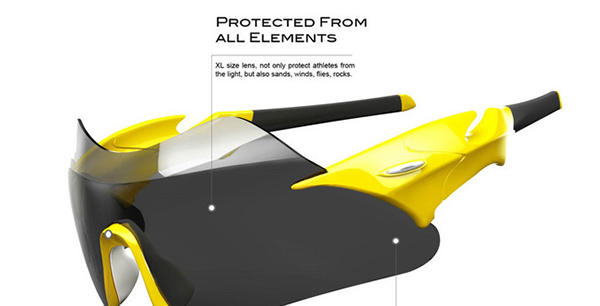 Protected From
all Elements
XL size lens, not only protect athletes from
the light, but also sands, winds, flies, rocks.